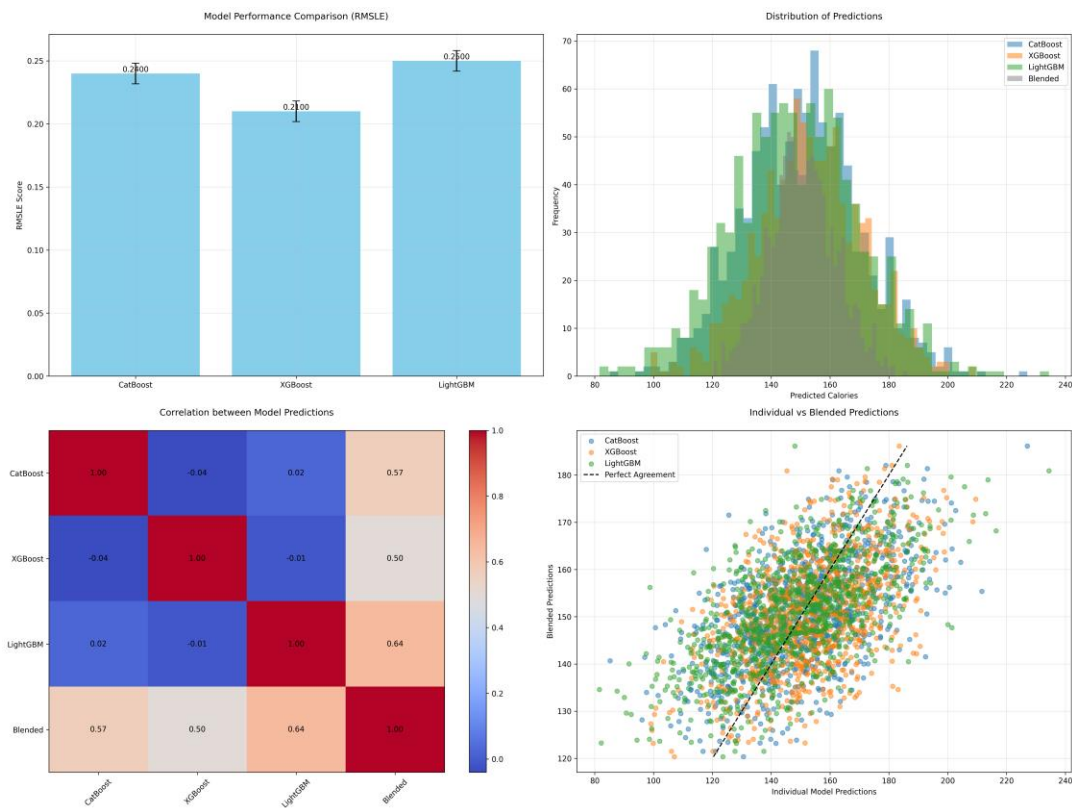 Model Performance Comparison (RMSLE)
RMSLE Score
0.25
0.20
0.15
0.10
0.05
0.00
0.2400
0.2100
0.2500
CatBoost
XGBoost
LightGBM
Distribution of Predictions
CatBoost
XGBoost
LightGBM
Blended
Frequency
70
60
50
40
30
20
10
0
80 100 120 140 160 180 200 220 240
Predicted Calories
Correlation between Model Predictions
CatBoost 1.00 -0.04 0.02 0.57
XGBoost -0.04 1.00 -0.01 0.50
LightGBM 0.02 -0.01 1.00 0.64
Blended 0.57 0.50 0.64 1.00
CatBoost
XGBoost
LightGBM
Blended
1.0
0.8
0.6
0.4
0.2
0.0
Individual vs Blended Predictions
CatBoost
XGBoost
LightGBM
Perfect Agreement
Blended Predictions
180
170
160
150
140
130
120
80 100 120 140 160 180 200 220 240
Individual Model Predictions